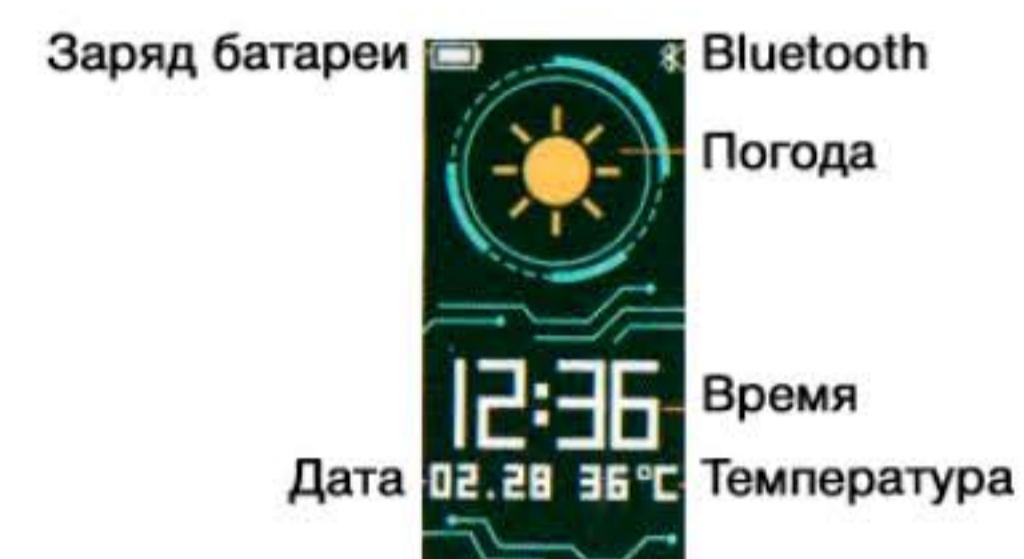 Заряд батареи
Bluetooth
Погода
12:36
Время
Дата
02.28 36°C
Температура